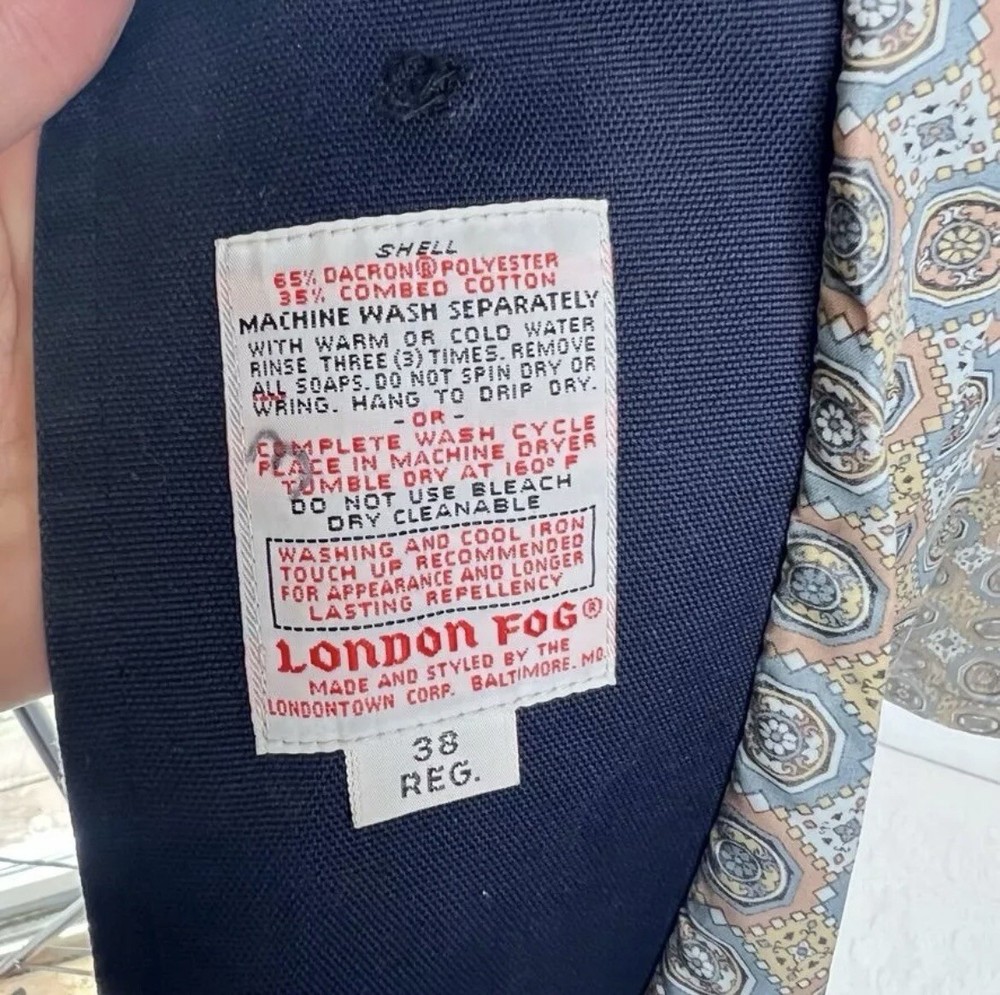 SHELL
65% DACRON® POLYESTER
35% COMBED COTTON
MACHINE WASH SEPARATELY
WITH WARM OR COLD WATER
RINSE THREE (3) TIMES. REMOVE
ALL SOAPS. DO NOT SPIN DRY OR
WRING. HANG TO DRIP DRY.
- OR -
COMPLETE WASH CYCLE
PLACE IN MACHINE DRYER
TUMBLE DRY AT 160° F
DO NOT USE BLEACH
DRY CLEANABLE
WASHING AND COOL IRON
TOUCH UP RECOMMENDED
FOR APPEARANCE AND LONGER
LASTING REPELLENCY
LONDON FOG®
MADE AND STYLED BY THE
LONDONTOWN CORP. BALTIMORE. MD.
38
REG.